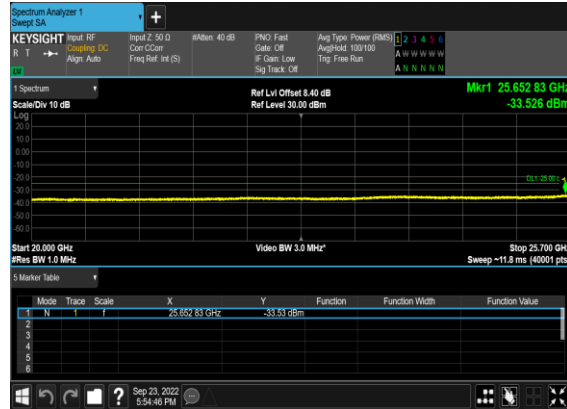 Spectrum Analyzer 1
Swept SA
+
KEYSIGHT Input: RF Input Z: 50 Ω #Atten: 40 dB PNO: Fast Avg Type: Power (RMS) 1 2 3 4 5 6
R T Coupling: DC Corr CCorr Gate: Off Avg|Hold: 100/100 A W W W W W
Align: Auto Freq Ref: Int (S) IF Gain: Low Trig: Free Run
LW Sig Track: Off A N N N N N
1 Spectrum Ref Lvl Offset 8.40 dB Mkr1 25.652 83 GHz
Scale/Div 10 dB Ref Level 30.00 dBm -33.526 dBm
Log
20.0
10.0
0.00
-10.0
-20.0
DL1 -25.00
-30.0
-40.0
-50.0
-60.0
Start 20.000 GHz Video BW 3.0 MHz* Stop 25.700 GHz
#Res BW 1.0 MHz Sweep ~11.8 ms (40001 pts)
5 Marker Table
Mode Trace Scale X Y Function Function Width Function Value
1 N 1 f 25.652 83 GHz -33.53 dBm
2
3
4
5
6
? Sep 23, 2022
5:54:46 PM